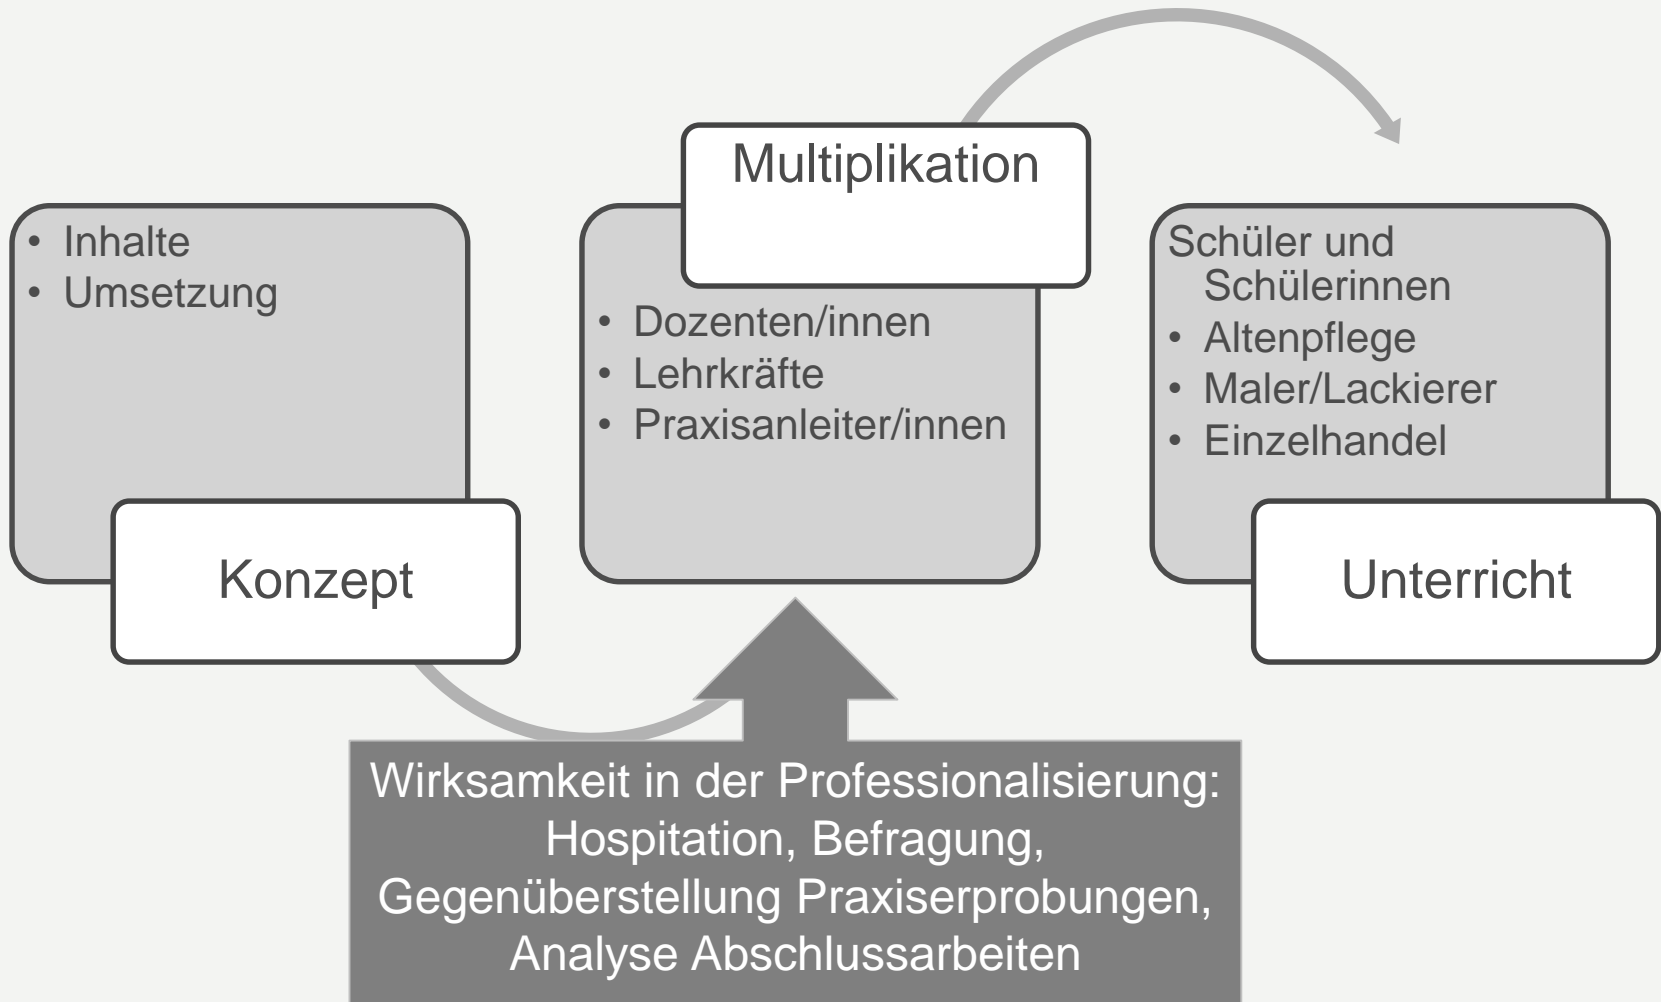 • Inhalte
• Umsetzung
Konzept
Multiplikation
• Dozenten/innen
• Lehrkräfte
• Praxisanleiter/innen
Schüler und
Schülerinnen
• Altenpflege
• Maler/Lackierer
• Einzelhandel
Unterricht
Wirksamkeit in der Professionalisierung:
Hospitation, Befragung,
Gegenüberstellung Praxiserprobungen,
Analyse Abschlussarbeiten